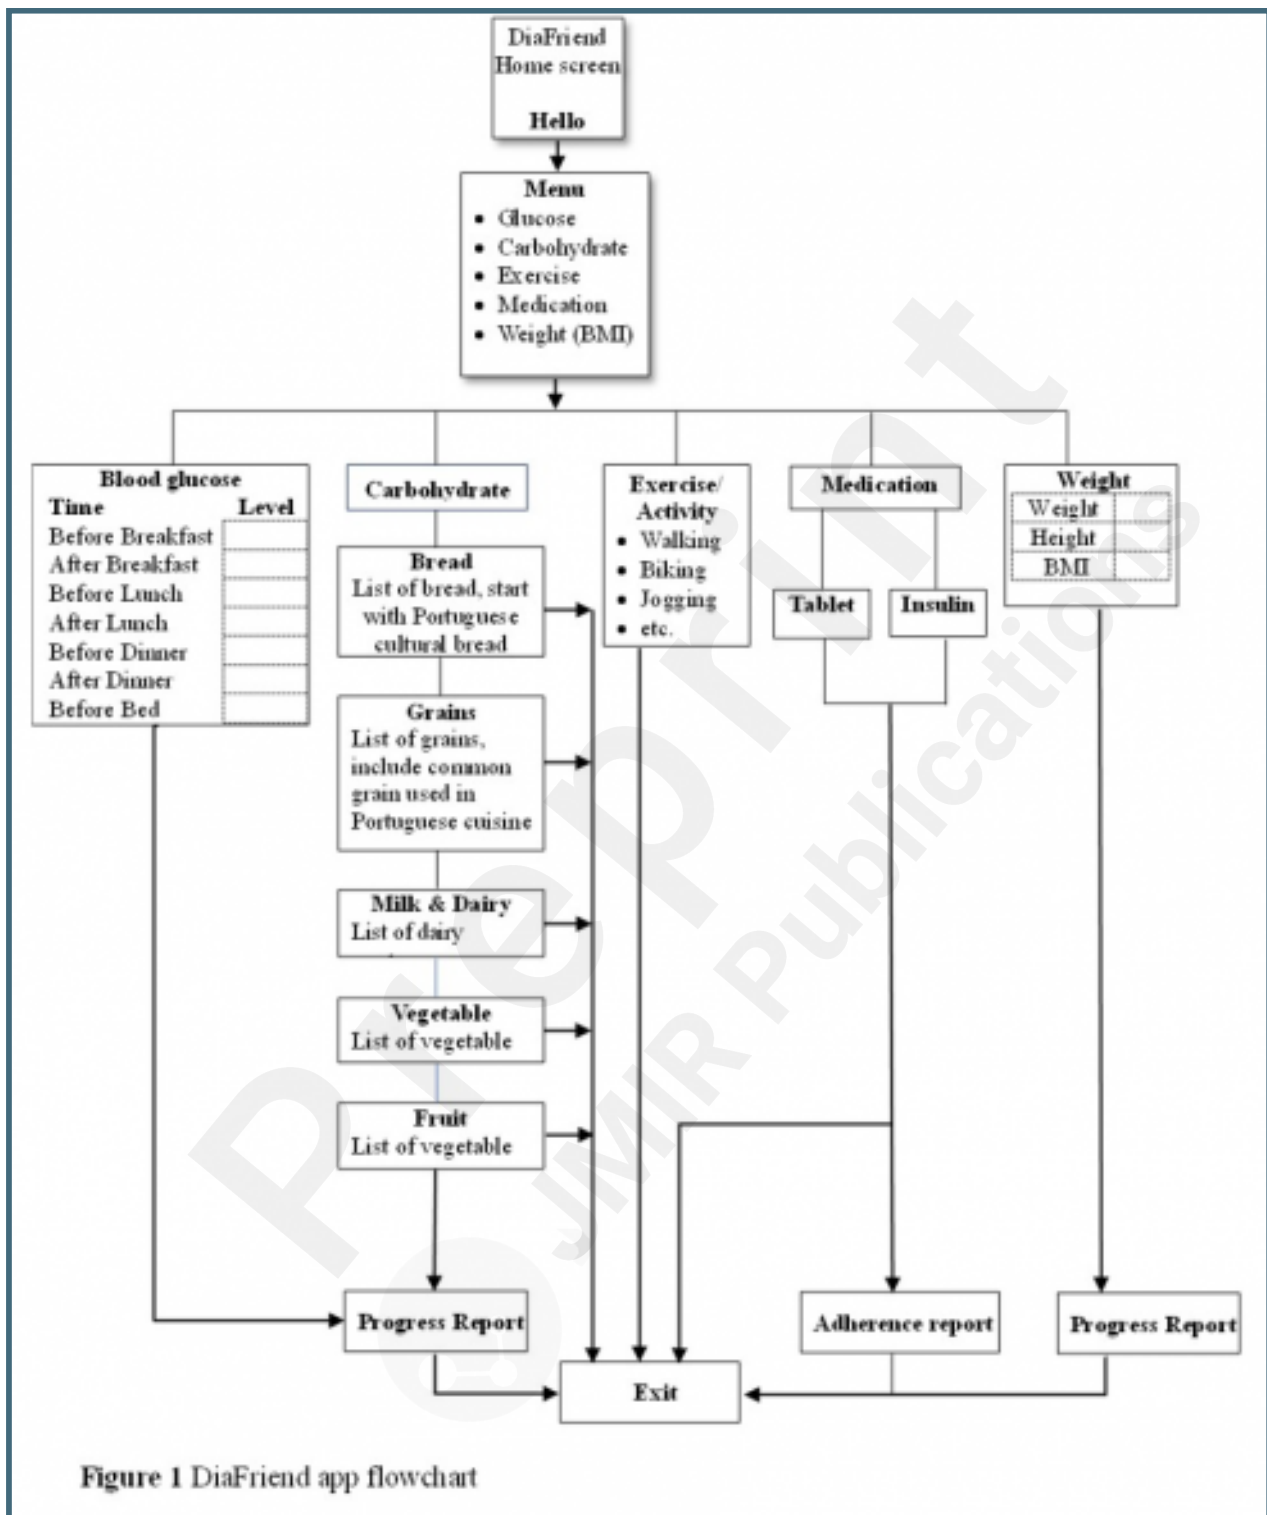 DiaFriend
Home screen
Hello
Menu
• Glucose
• Carbohydrate
• Exercise
• Medication
• Weight (BMI)
Blood glucose
Time Level
Before Breakfast
After Breakfast
Before Lunch
After Lunch
Before Dinner
After Dinner
Before Bed
Carbohydrate
Bread
List of bread, start
with Portuguese
cultural bread
Grains
List of grains,
include common
grain used in
Portuguese cuisine
Milk & Dairy
List of dairy
Vegetable
List of vegetable
Fruit
List of vegetable
Exercise/
Activity
• Walking
• Biking
• Jogging
• etc.
Medication
Tablet
Insulin
Weight
Weight
Height
BMI
Progress Report
Adherence report
Progress Report
Exit
Figure 1 DiaFriend app flowchart
Preprint
JMIR Publications